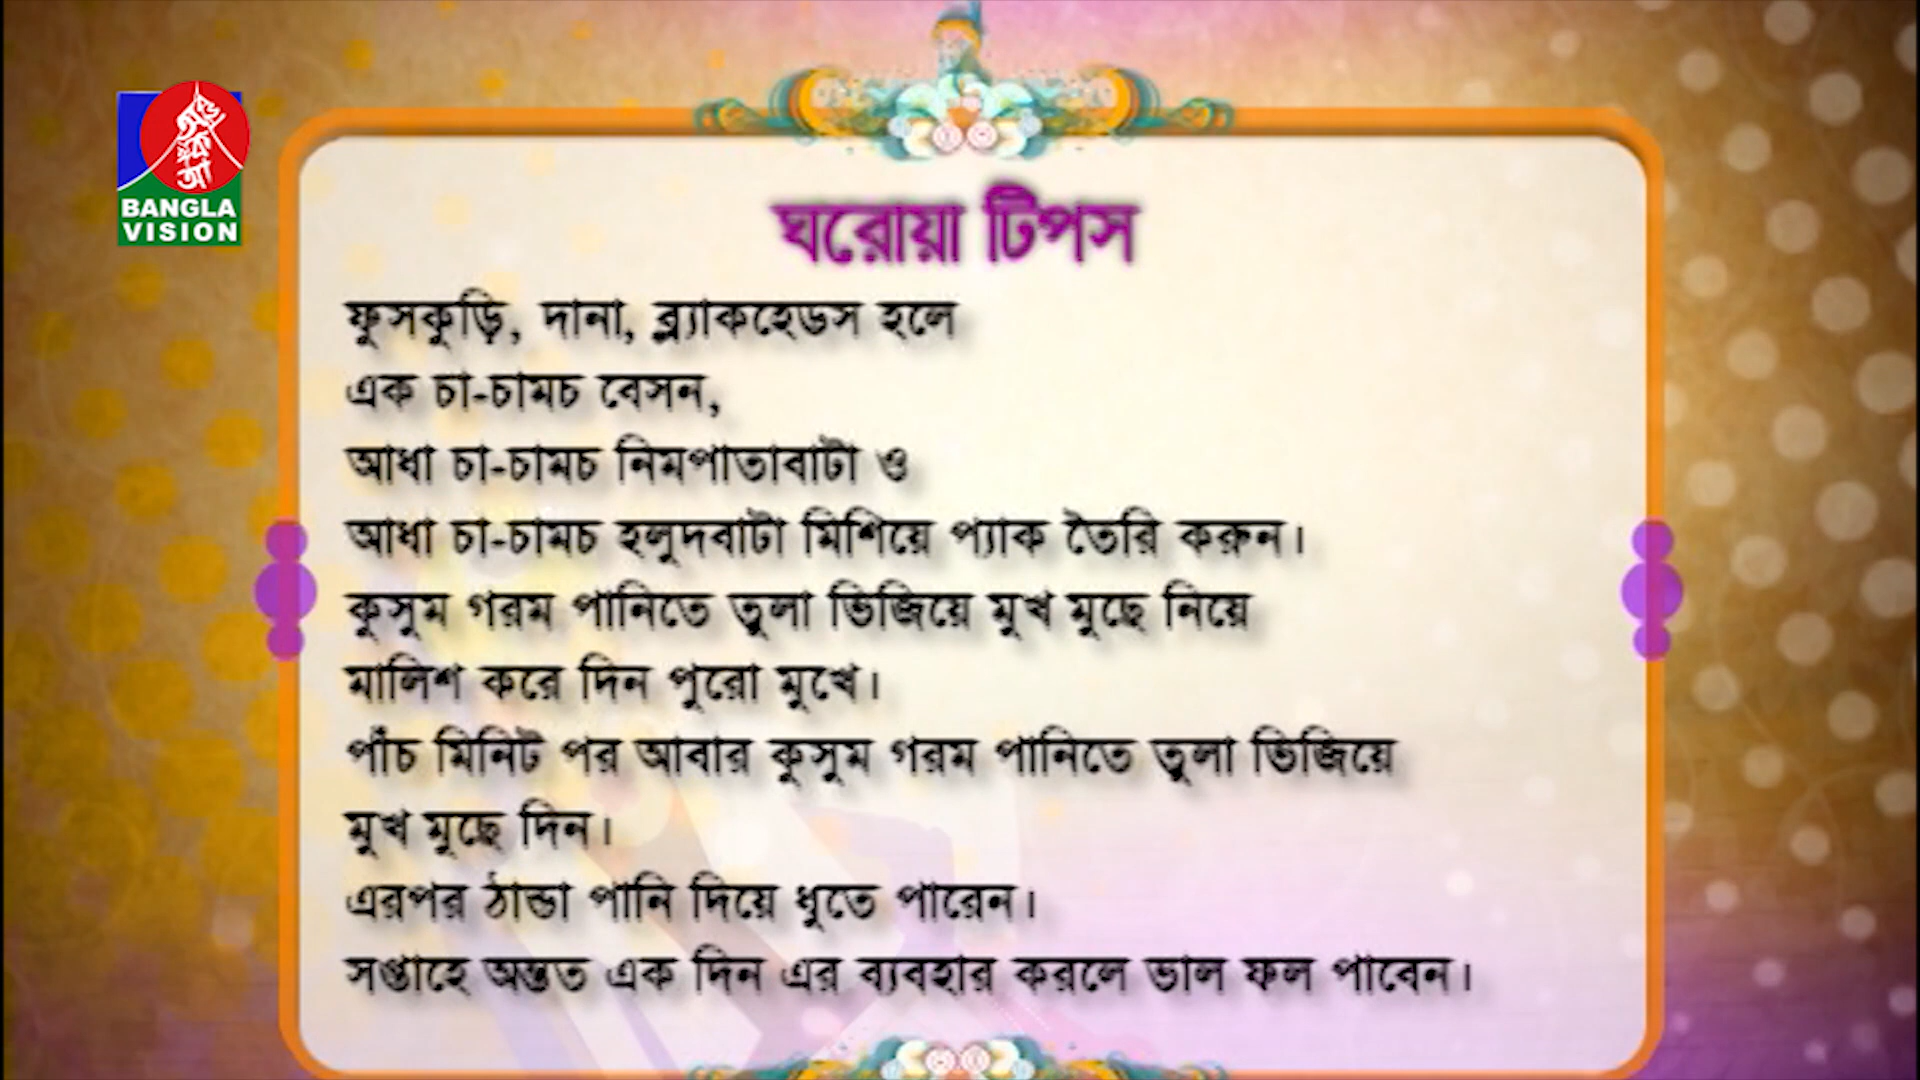 BANGLA
VISION
ঘরোয়া টিপস
ফুসকুড়ি, দানা, ব্ল্যাকহেডস হলে
এক চা-চামচ বেসন,
আধা চা-চামচ নিমপাতাবাটা ও
আধা চা-চামচ হলুদবাটা মিশিয়ে প্যাক তৈরি করুন।
কুসুম গরম পানিতে তুলা ভিজিয়ে মুখ মুছে নিয়ে
মালিশ করে দিন পুরো মুখে।
পাঁচ মিনিট পর আবার কুসুম গরম পানিতে তুলা ভিজিয়ে
মুখ মুছে দিন।
এরপর ঠান্ডা পানি দিয়ে ধুতে পারেন।
সপ্তাহে অন্তত এক দিন এর ব্যবহার করলে ভাল ফল পাবেন।